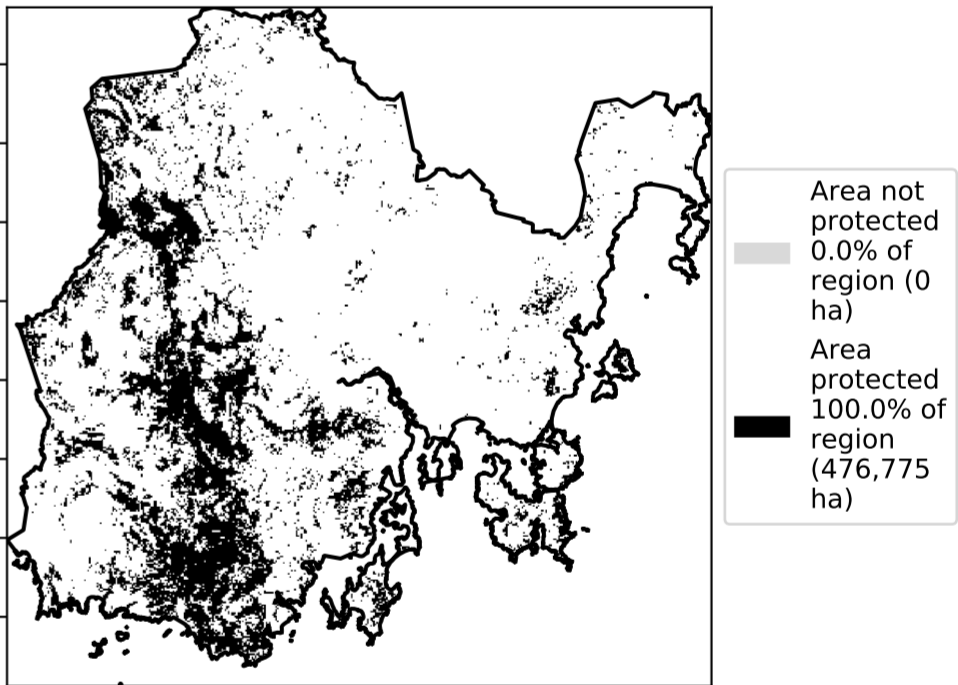 Area not
protected
0.0% of
region (0
ha)
Area
protected
100.0% of
region
(476,775
ha)